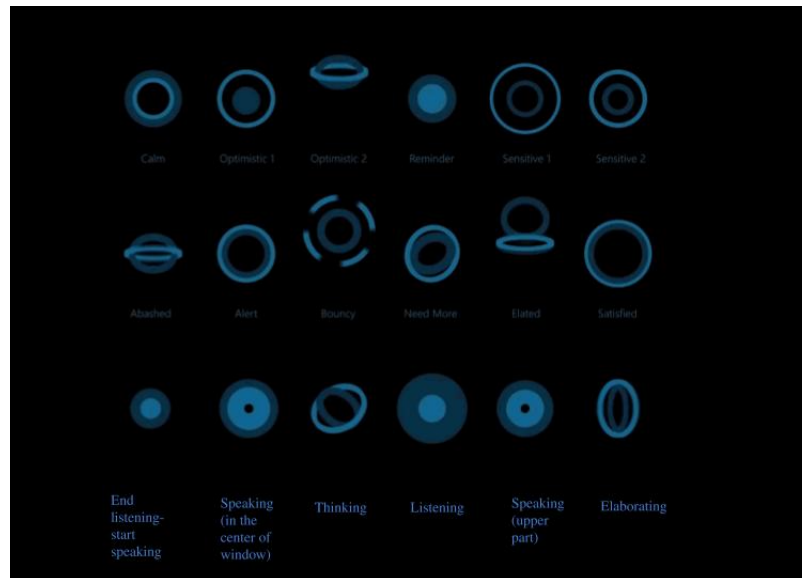 Calm Optimistic 1 Optimistic 2 Reminder Sensitive 1 Sensitive 2
Abashed Alert Bouncy Need More Elated Satisfied
End
listening-
start
speaking
Speaking
(in the
center of
window)
Thinking
Listening
Speaking
(upper
part)
Elaborating